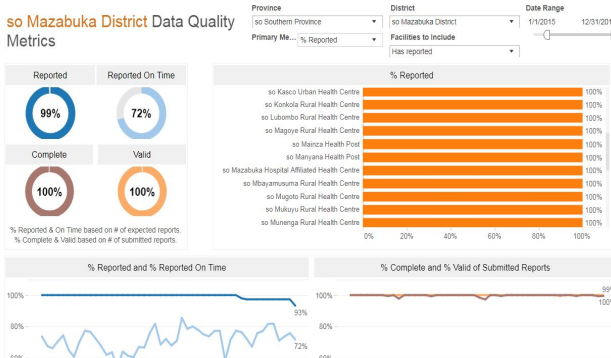 so Mazabuka District Data Quality
Metrics
Province
so Southern Province
District
so Mazabuka District
Date Range
1/1/2015 12/31/201
Primary Me... % Reported
Facilities to Include
Has reported
Reported
Reported On Time
99%
72%
Complete
Valid
100%
100%
% Reported & On Time based on # of expected reports.
% Complete & Valid based on # of submitted reports.
% Reported
so Kasco Urban Health Centre 100%
so Konkola Rural Health Centre 100%
so Lubombo Rural Health Centre 100%
so Magoye Rural Health Centre 100%
so Mainza Health Post 100%
so Manyana Health Post 100%
so Mazabuka Hospital Affiliated Health Centre 100%
so Mbayamusuma Rural Health Centre 100%
so Mugoto Rural Health Centre 100%
so Mukuyu Rural Health Centre 100%
so Munenga Rural Health Centre 100%
0% 20% 40% 60% 80% 100%
% Reported and % Reported On Time
100%
93%
80%
72%
60%
% Complete and % Valid of Submitted Reports
100%
99%
100%
80%
60%